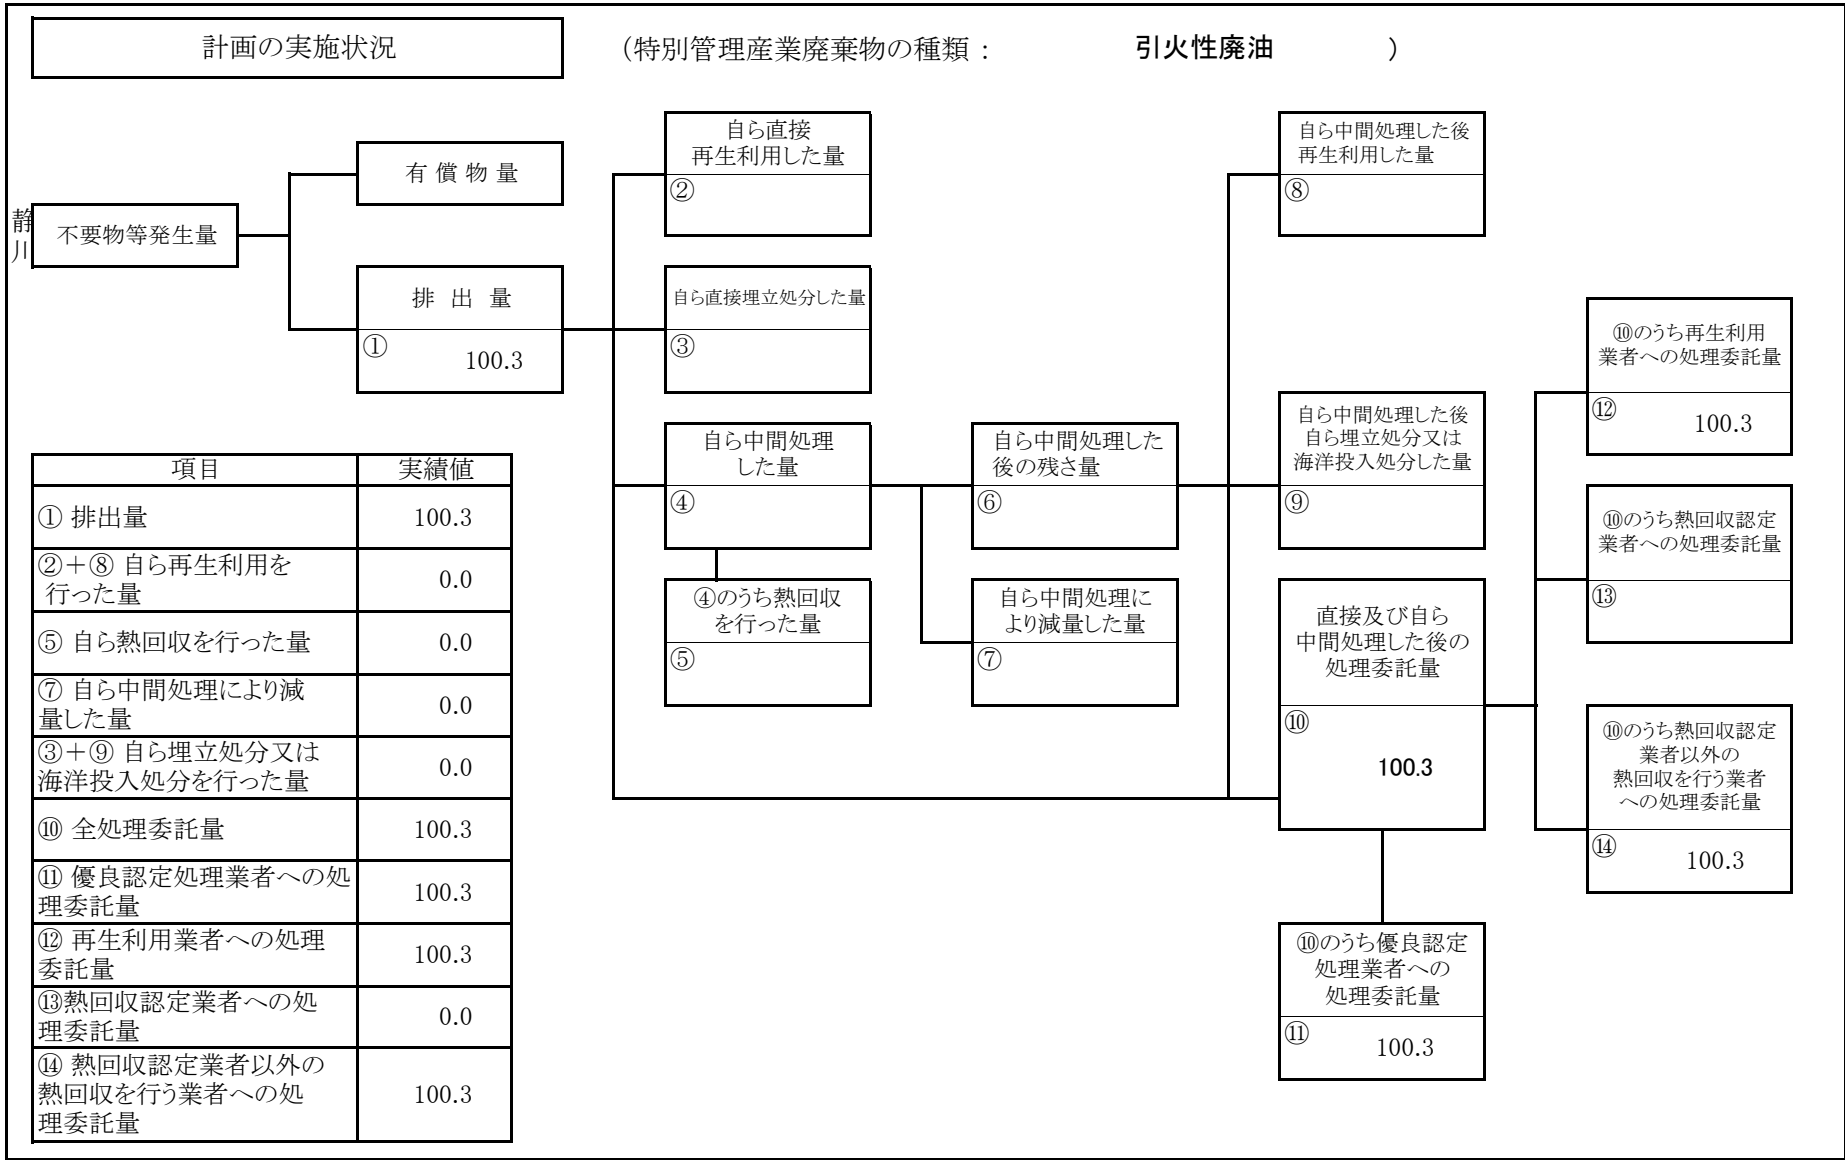 計画の実施状況
（特別管理産業廃棄物の種類： 引火性廃油 ）
静
川
不要物等発生量
有 償 物 量
排 出 量
① 100.3
自ら直接
再生利用した量
②
自ら直接埋立処分した量
③
自ら中間処理
した量
④
④のうち熱回収
を行った量
⑤
自ら中間処理した
後の残さ量
⑥
自ら中間処理に
より減量した量
⑦
自ら中間処理した後
再生利用した量
⑧
自ら中間処理した後
自ら埋立処分又は
海洋投入処分した量
⑨
直接及び自ら
中間処理した後の
処理委託量
⑩
100.3
⑩のうち優良認定
処理業者への
処理委託量
⑪ 100.3
⑩のうち再生利用
業者への処理委託量
⑫ 100.3
⑩のうち熱回収認定
業者への処理委託量
⑬
⑩のうち熱回収認定
業者以外の
熱回収を行う業者
への処理委託量
⑭ 100.3
項目 実績値
① 排出量 100.3
②＋⑧ 自ら再生利用を
行った量 0.0
⑤ 自ら熱回収を行った量 0.0
⑦ 自ら中間処理により減
量した量 0.0
③＋⑨ 自ら埋立処分又は
海洋投入処分を行った量 0.0
⑩ 全処理委託量 100.3
⑪ 優良認定処理業者への処
理委託量 100.3
⑫ 再生利用業者への処理
委託量 100.3
⑬熱回収認定業者への処
理委託量 0.0
⑭ 熱回収認定業者以外の
熱回収を行う業者への処
理委託量 100.3